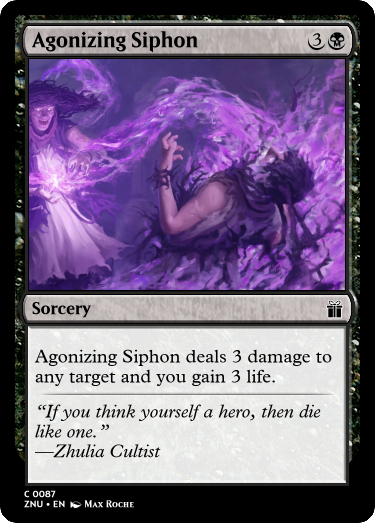 Agonizing Siphon 3
Sorcery
Agonizing Siphon deals 3 damage to
any target and you gain 3 life.
“If you think yourself a hero, then die
like one.”
—Zhulia Cultist
C 0087
ZNU • EN Max Roche